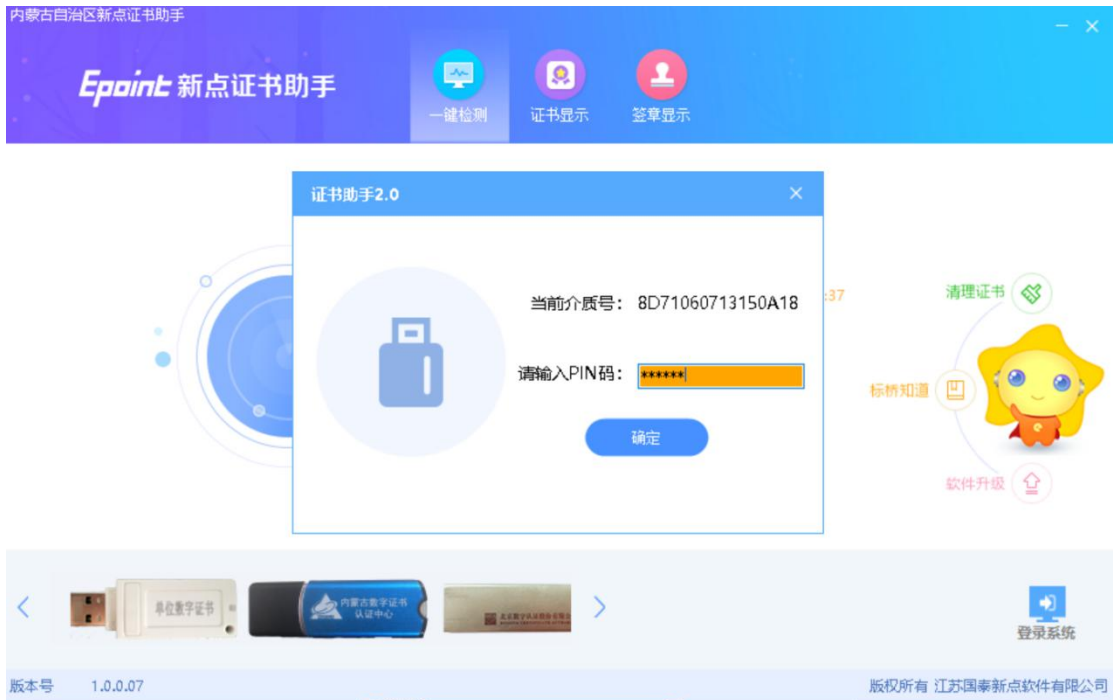 内蒙古自治区新点证书助手
Epoint 新点证书助手
一键检测
证书显示
签章显示
证书助手2.0
当前介质号： 8D71060713150A18
:37
清理证书
请输入PIN码： ******
标桥知道
确定
软件升级
单位数字证书
内蒙古数字证书
认证中心
登录系统
版本号 1.0.0.07
版权所有 江苏国泰新点软件有限公司